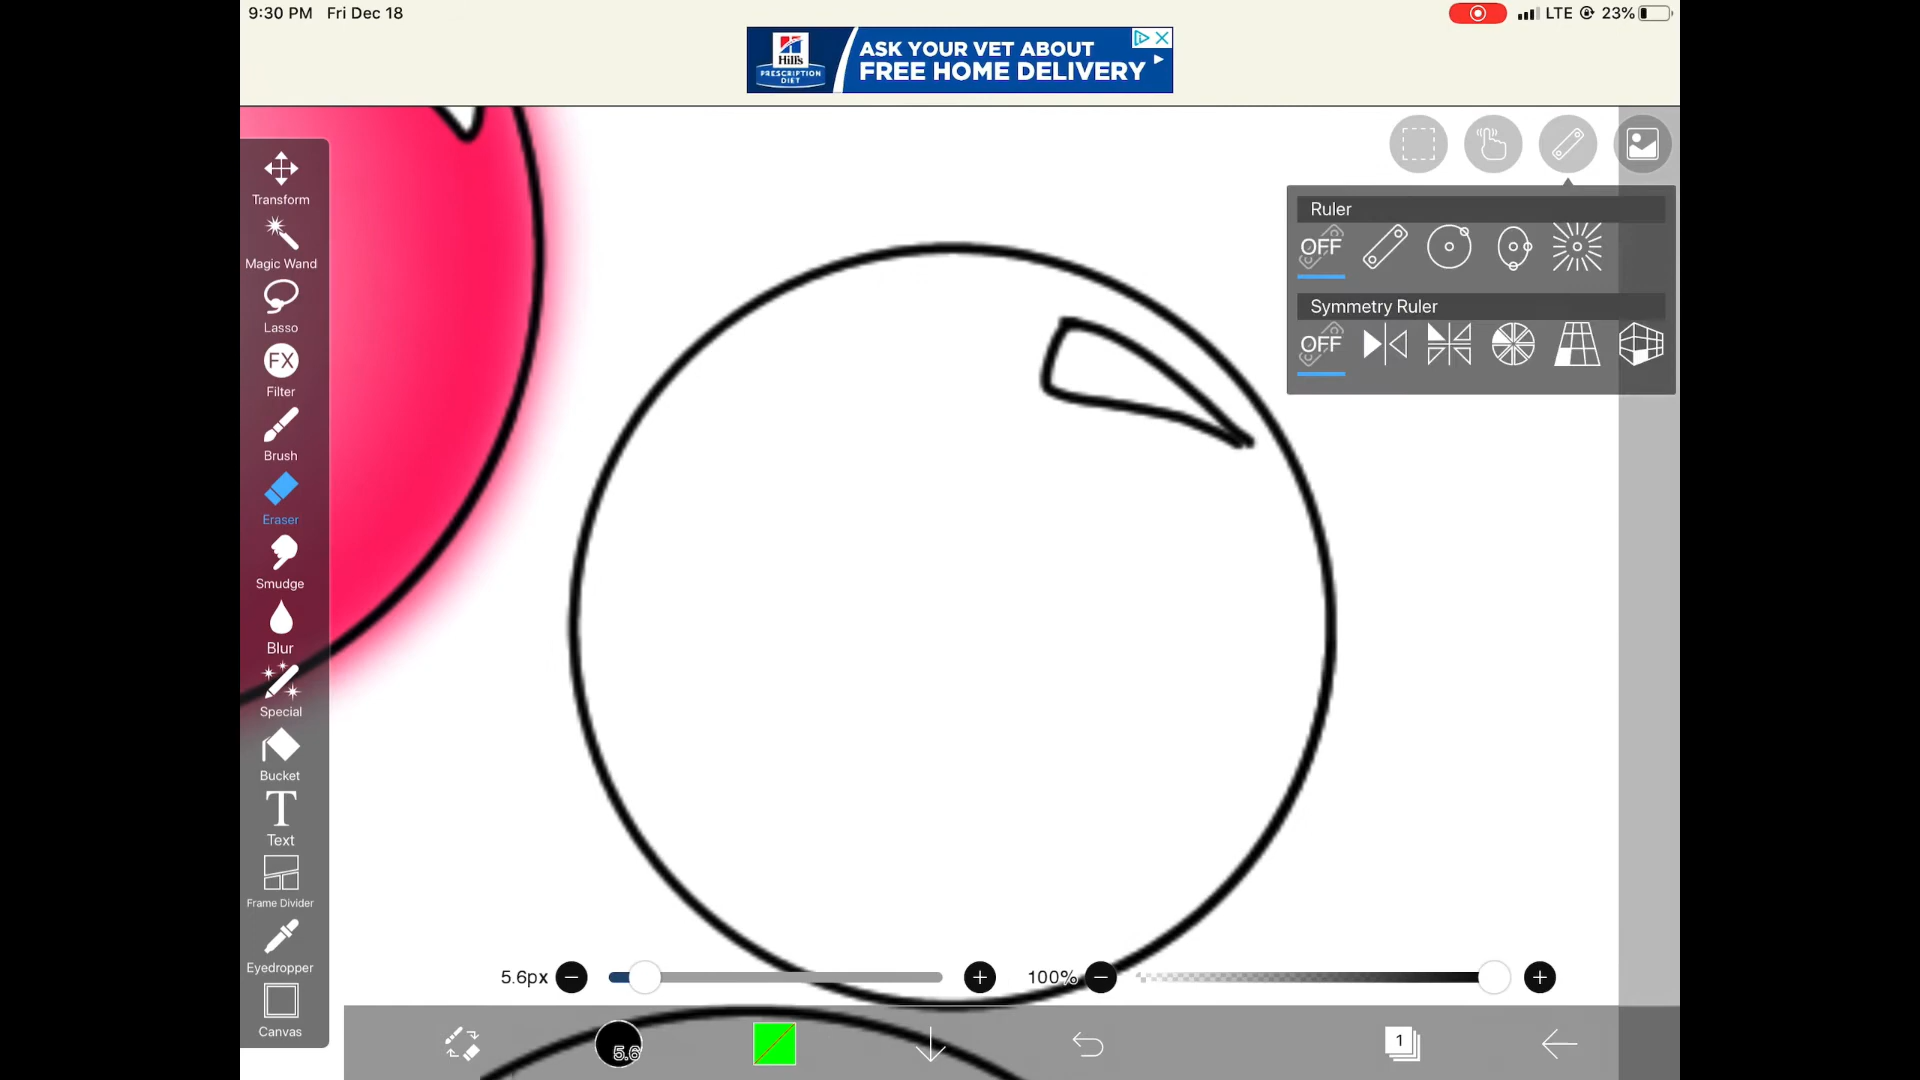 9:30 PM Fri Dec 18
LTE 23%
Hill's
PRESCRIPTION
DIET
ASK YOUR VET ABOUT
FREE HOME DELIVERY
Transform
Magic Wand
Lasso
FX
Filter
Brush
Eraser
Smudge
Blur
Special
Bucket
T
Text
Frame Divider
Eyedropper
Canvas
Ruler
OFF
Symmetry Ruler
OFF
5.6px
100%
5.6
1